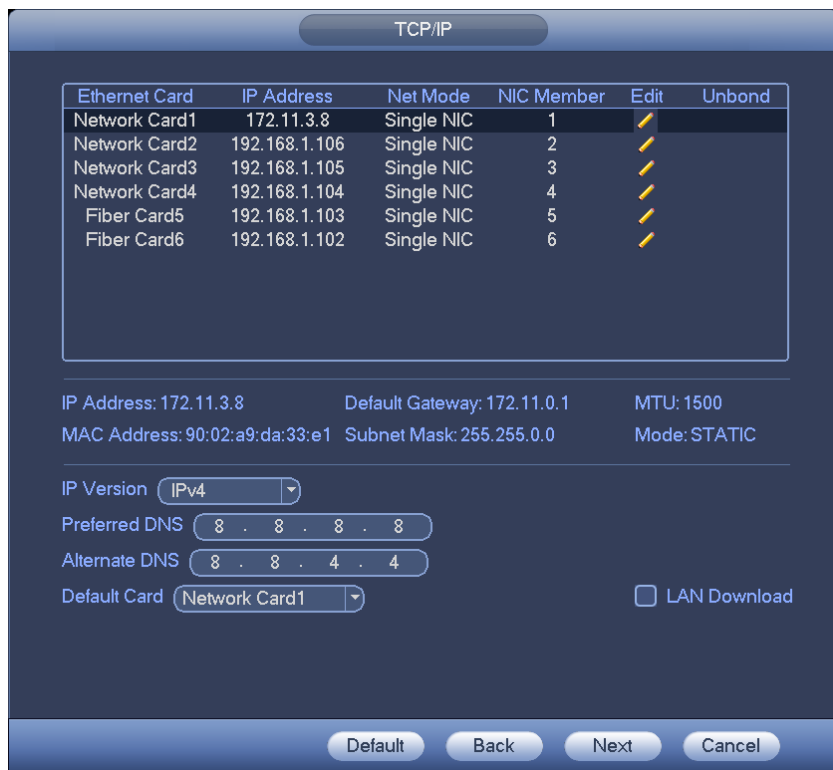 TCP/IP
Ethernet Card IP Address Net Mode NIC Member Edit Unbond
Network Card1 172.11.3.8 Single NIC 1
Network Card2 192.168.1.106 Single NIC 2
Network Card3 192.168.1.105 Single NIC 3
Network Card4 192.168.1.104 Single NIC 4
Fiber Card5 192.168.1.103 Single NIC 5
Fiber Card6 192.168.1.102 Single NIC 6
IP Address: 172.11.3.8 Default Gateway: 172.11.0.1 MTU: 1500
MAC Address: 90:02:a9:da:33:e1 Subnet Mask: 255.255.0.0 Mode: STATIC
IP Version IPv4
Preferred DNS 8 . 8 . 8 . 8
Alternate DNS 8 . 8 . 4 . 4
Default Card Network Card1 LAN Download
Default Back Next Cancel